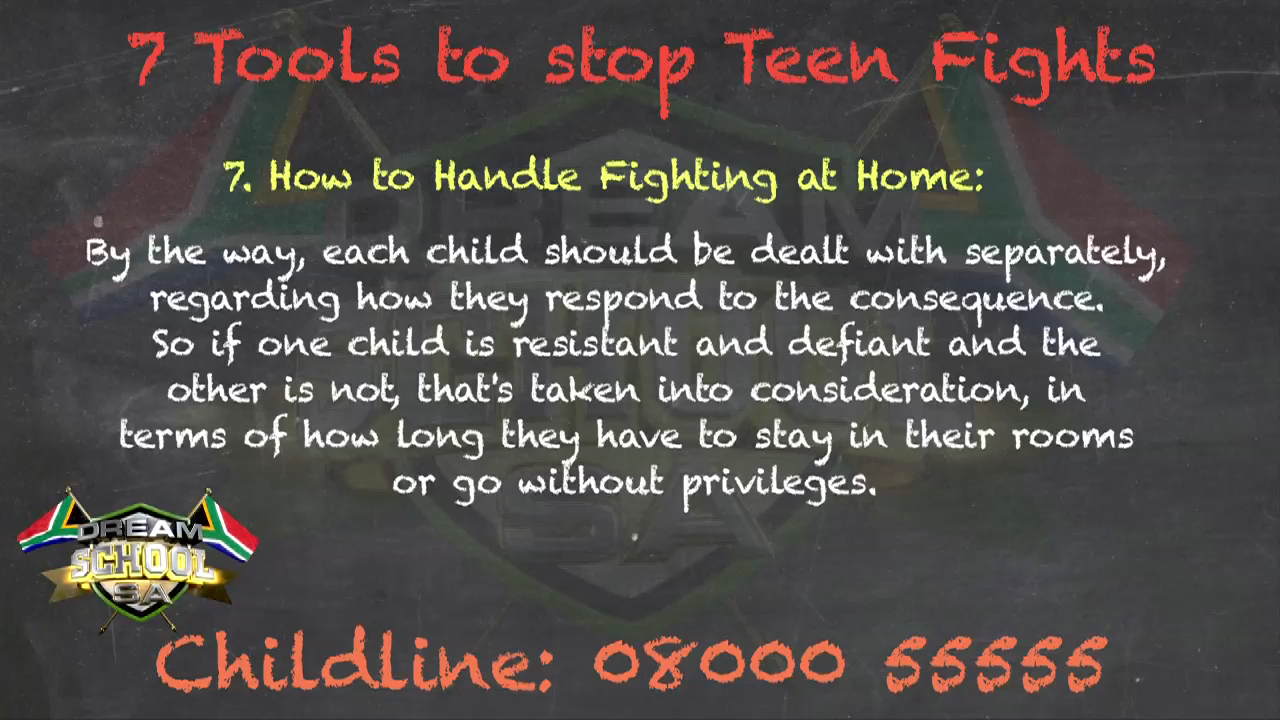 7 Tools to stop Teen Fights
7. How to Handle Fighting at Home:
By the way, each child should be dealt with separately,
regarding how they respond to the consequence.
So if one child is resistant and defiant and the
other is not, that's taken into consideration, in
terms of how long they have to stay in their rooms
or go without privileges.
DREAM
SCHOOL
SA
Childline: 08000 55555